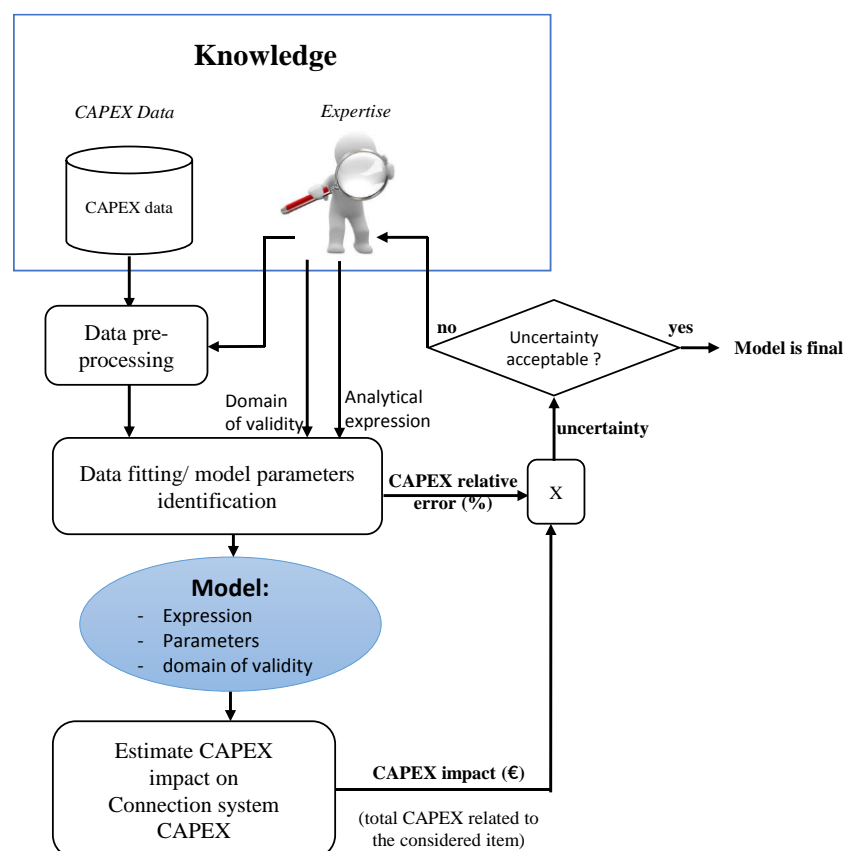 Knowledge
CAPEX Data
Expertise
CAPEX data
Data pre-
processing
no
yes
Uncertainty
acceptable ?
Model is final
Domain
of validity
Analytical
expression
uncertainty
Data fitting/ model parameters
identification
CAPEX relative
error (%)
X
Model:
- Expression
- Parameters
- domain of validity
Estimate CAPEX
impact on
Connection system
CAPEX
CAPEX impact (€)
(total CAPEX related to
the considered item)